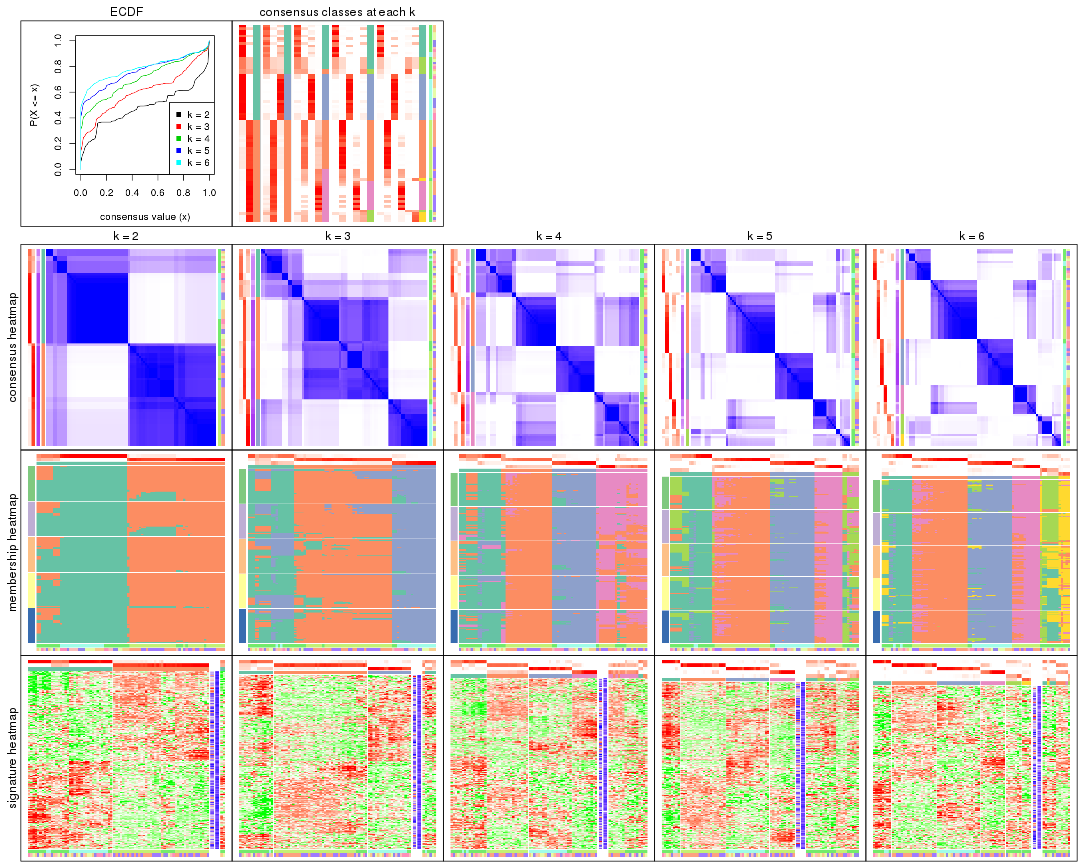 ECDF
consensus classes at each k
P(X <= x)
0.0
0.2
0.4
0.6
0.8
1.0
k = 2
k = 3
k = 4
k = 5
k = 6
0.0 0.2 0.4 0.6 0.8 1.0
consensus value (x)
k = 2
k = 3
k = 4
k = 5
k = 6
consensus heatmap
membership heatmap
signature heatmap